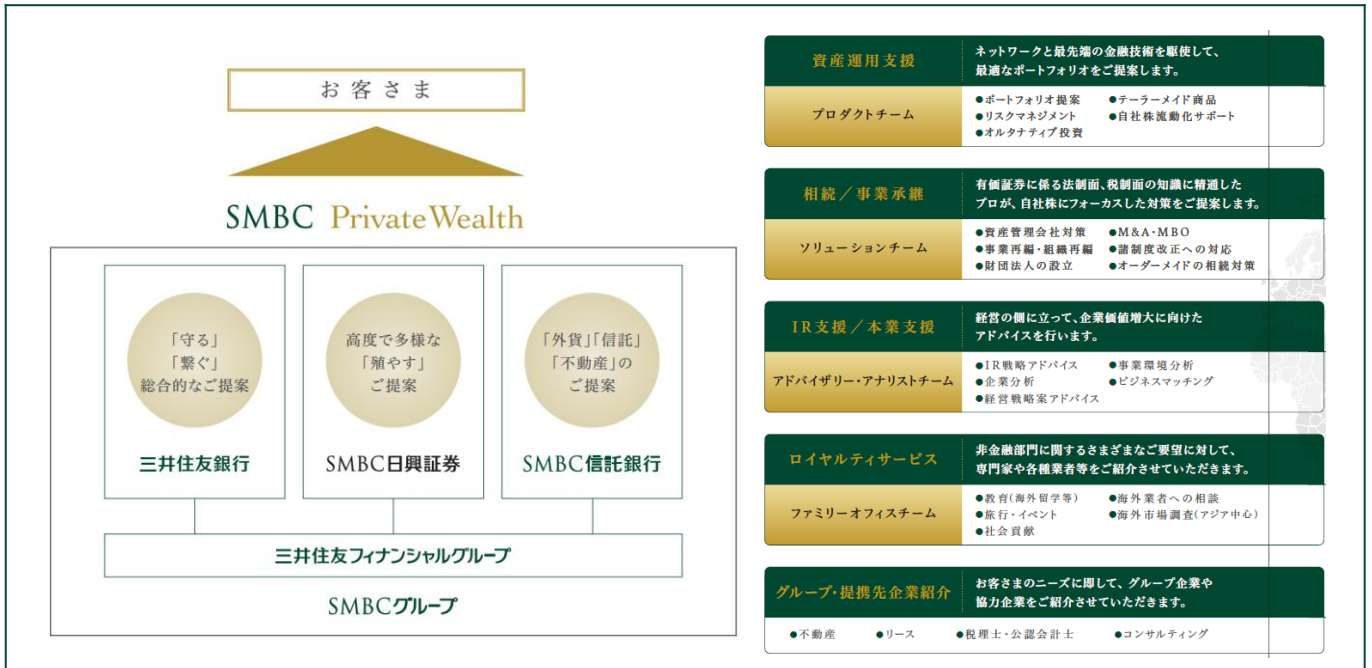 お客さま
SMBC Private Wealth
「守る」
「繋ぐ」
総合的なご提案
三井住友銀行
高度で多様な
「殖やす」
ご提案
SMBC日興証券
「外貨」「信託」
「不動産」の
ご提案
SMBC信託銀行
三井住友フィナンシャルグループ
SMBCグループ
資産運用支援
ネットワークと最先端の金融技術を駆使して、
最適なポートフォリオをご提案します。
プロダクトチーム
●ポートフォリオ提案 ●テーラーメイド商品
●リスクマネジメント ●自社株流動化サポート
●オルタナティブ投資
相続／事業承継
有価証券に係る法制面、税制面の知識に精通した
プロが、自社株にフォーカスした対策をご提案します。
ソリューションチーム
●資産管理会社対策 ●M&A・MBO
●事業再編・組織再編 ●諸制度改正への対応
●財団法人の設立 ●オーダーメイドの相続対策
IR支援／本業支援
経営の側に立って、企業価値増大に向けた
アドバイスを行います。
アドバイザリー・アナリストチーム
●IR戦略アドバイス ●事業環境分析
●企業分析 ●ビジネスマッチング
●経営戦略案アドバイス
ロイヤルティサービス
非金融部門に関するさまざまなご要望に対して、
専門家や各種業者等をご紹介させていただきます。
ファミリーオフィスチーム
●教育(海外留学等) ●海外業者への相談
●旅行・イベント ●海外市場調査(アジア中心)
●社会貢献
グループ・提携先企業紹介
お客さまのニーズに即して、グループ企業や
協力企業をご紹介させていただきます。
●不動産 ●リース ●税理士・公認会計士 ●コンサルティング